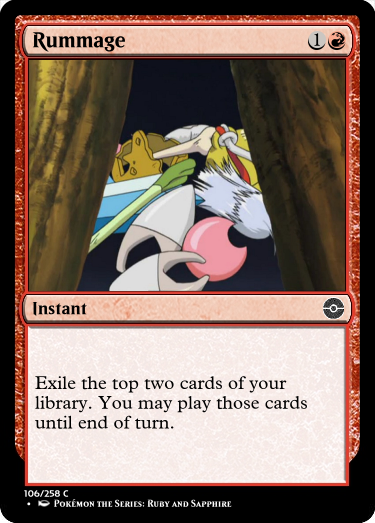 Rummage 1
Instant
Exile the top two cards of your
library. You may play those cards
until end of turn.
106/258 C
• Pokémon the Series: Ruby and Sapphire